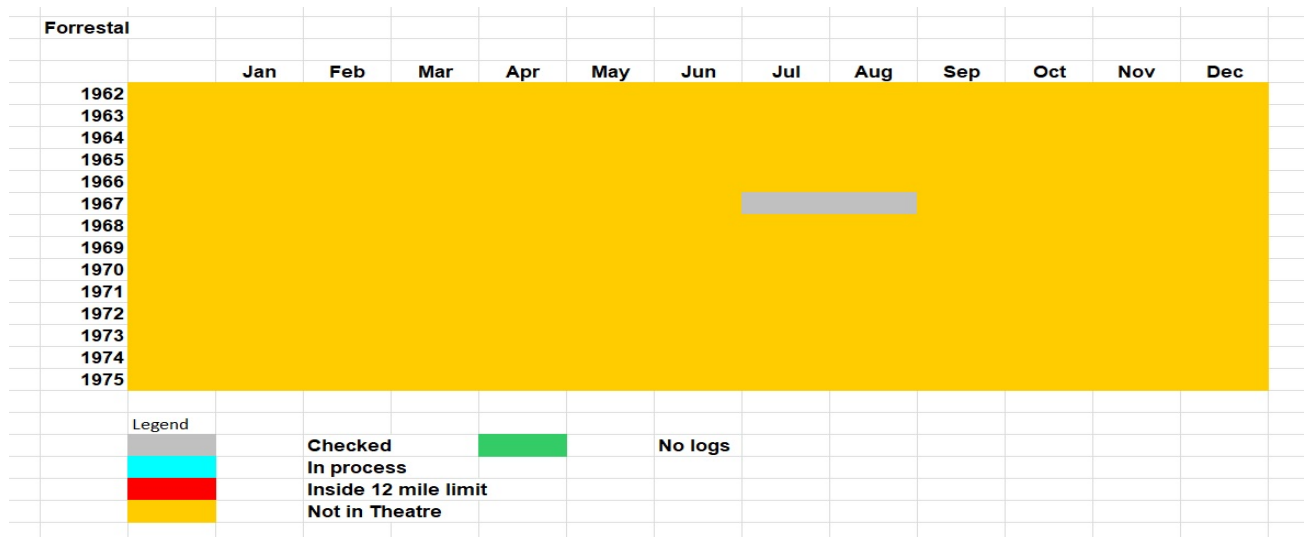 Forrestal
Jan Feb Mar Apr May Jun Jul Aug Sep Oct Nov Dec
1962
1963
1964
1965
1966
1967
1968
1969
1970
1971
1972
1973
1974
1975
Legend
Checked No logs
In process
Inside 12 mile limit
Not in Theatre